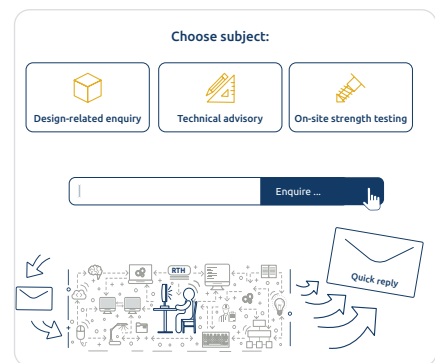 Choose subject:
Design-related enquiry
Technical advisory
On-site strength testing
Enquire ...
RTH
Quick reply